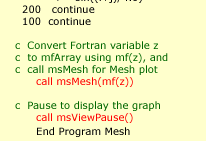 200 continue
100 continue
c Convert Fortran variable z
c to mfArray using mf(z), and
c call msMesh for Mesh plot
call msMesh(mf(z))
c Pause to display the graph
call msViewPause()
End Program Mesh